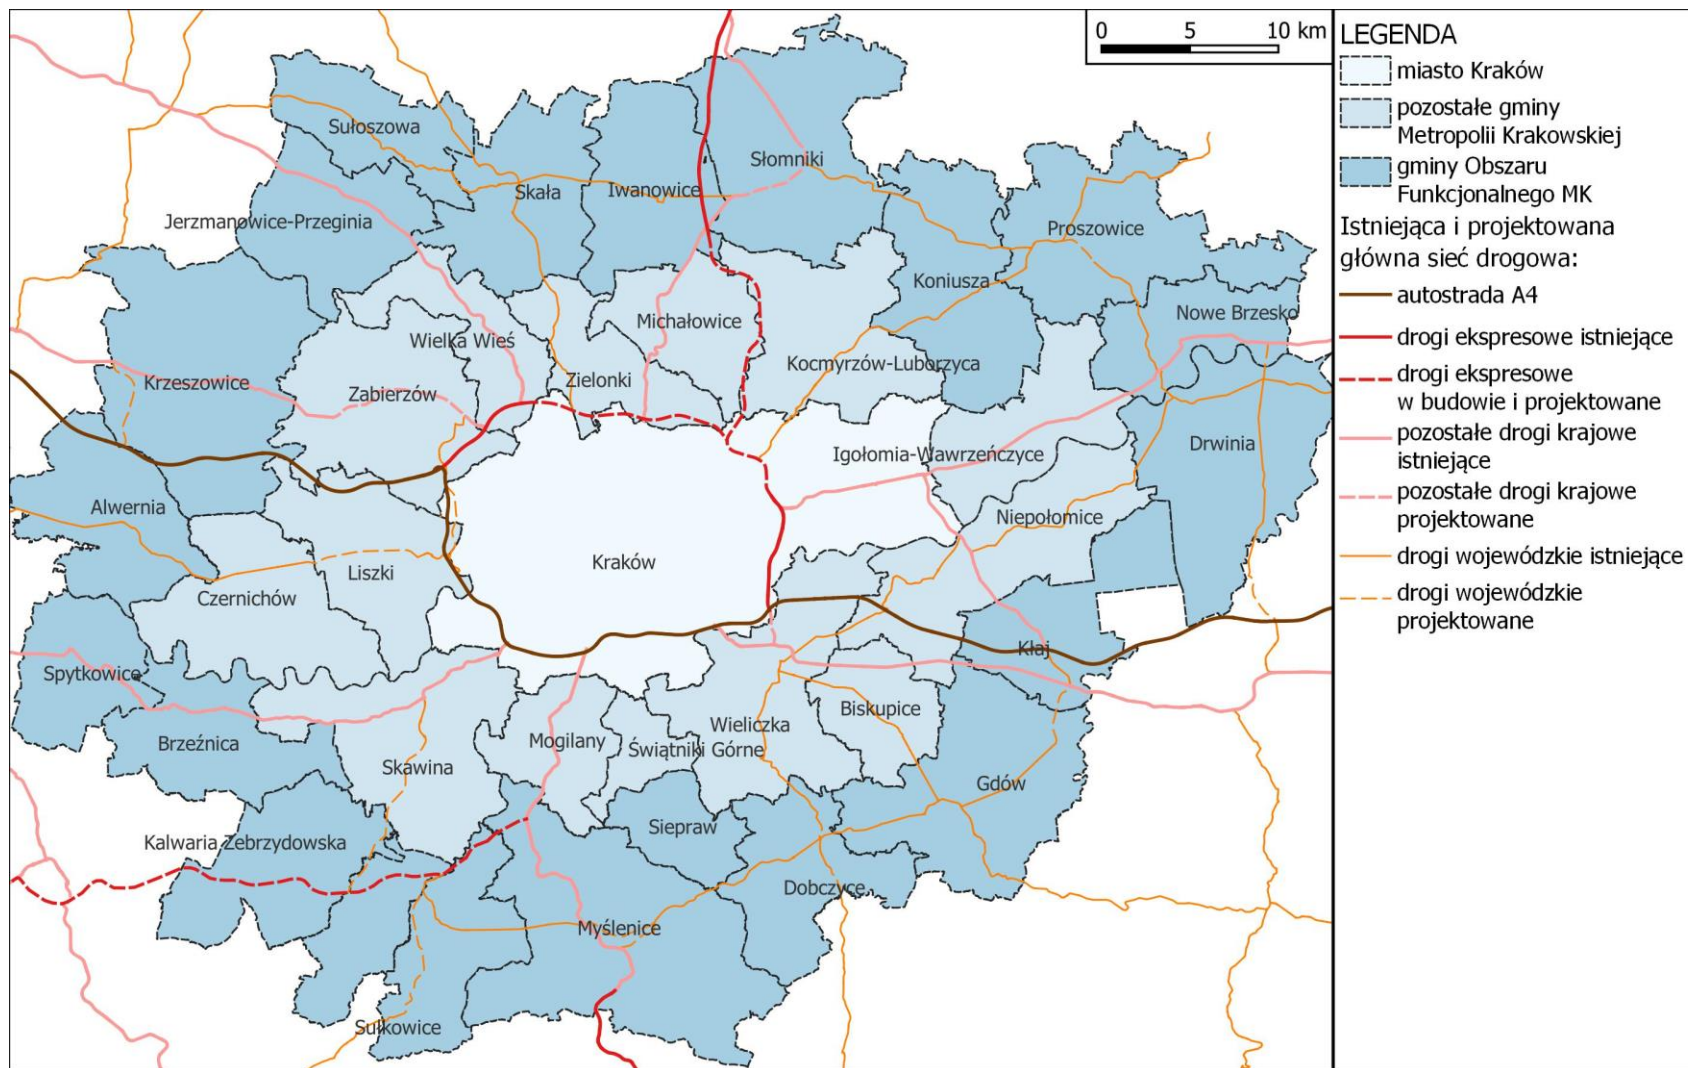 0 5 10 km
Sułoszowa
Słomniki
Skała
Iwanowice
Jerzmanowice-Przeginia
Proszowice
Koniusza
Nowe Brzesko
Michałowice
Wielka Wieś
Kocmyrzów-Luborzyca
Krzeszowice
Zielonki
Zabierzów
Drwinia
Igołomia-Wawrzeńczyce
Alwernia
Niepołomice
Kraków
Liszki
Czernichów
Kłaj
Spytkowice
Biskupice
Wieliczka
Brzeźnica
Mogilany
Świątniki Górne
Skawina
Gdów
Siepraw
Kalwaria Zebrzydowska
Dobczyce
Myślenice
Sułkowice
LEGENDA
miasto Kraków
pozostałe gminy
Metropolii Krakowskiej
gminy Obszaru
Funkcjonalnego MK
Istniejąca i projektowana
główna sieć drogowa:
autostrada A4
drogi ekspresowe istniejące
drogi ekspresowe
w budowie i projektowane
pozostałe drogi krajowe
istniejące
pozostałe drogi krajowe
projektowane
drogi wojewódzkie istniejące
drogi wojewódzkie
projektowane